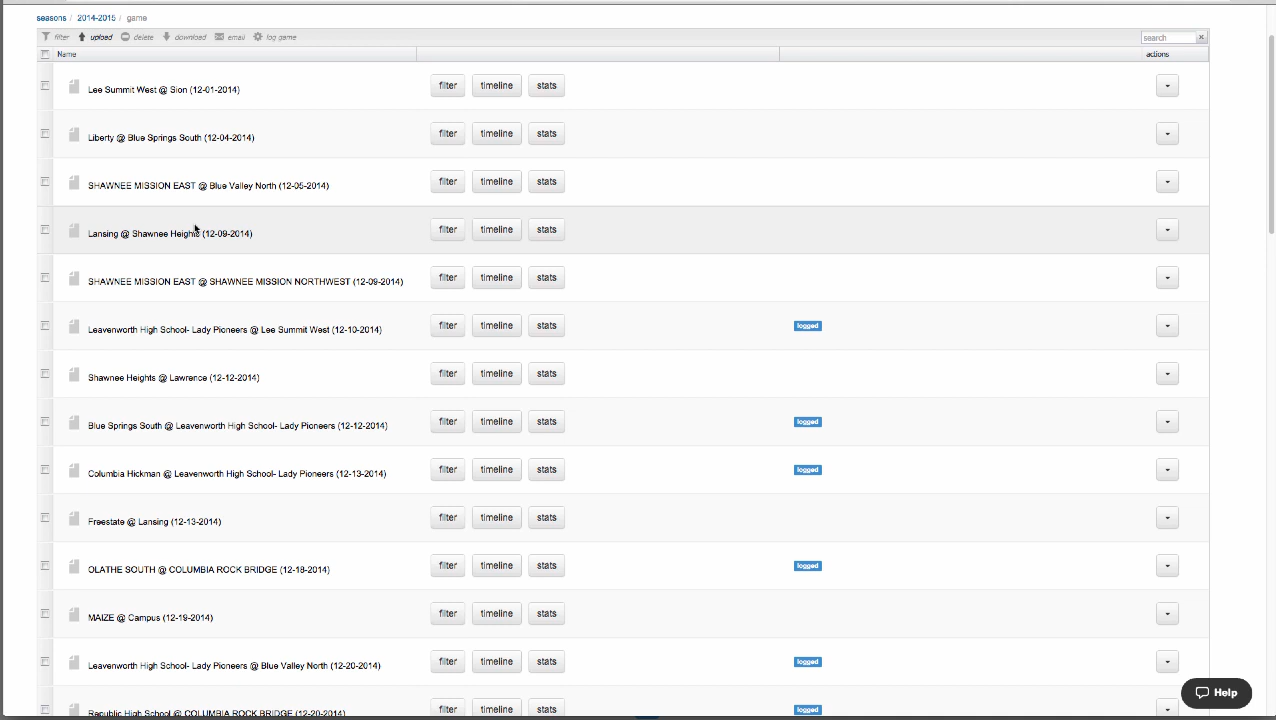 seasons / 2014-2015 / game
filter upload delete download email log game search
Name actions
Lee Summit West @ Sion (12-01-2014) filter timeline stats
Liberty @ Blue Springs South (12-04-2014) filter timeline stats
SHAWNEE MISSION EAST @ Blue Valley North (12-05-2014) filter timeline stats
Lansing @ Shawnee Heights filter timeline stats
SHAWNEE MISSION EAST @ SHAWNEE MISSION NORTHWEST (12-09-2014) filter timeline stats
Leavenworth High School- Lady Pioneers @ Lee Summit West (12-10-2014) filter timeline stats logged
Shawnee Heights @ Lawrence (12-12-2014) filter timeline stats
Blue Springs South @ Leavenworth High School- Lady Pioneers (12-12-2014) filter timeline stats logged
Columbia Hickman @ Leavenworth High School- Lady Pioneers (12-13-2014) filter timeline stats logged
Freestate @ Lansing (12-13-2014) filter timeline stats
OLATHE SOUTH @ COLUMBIA ROCK BRIDGE (12-18-2014) filter timeline stats logged
MAIZE @ Campus (12-19-2014) filter timeline stats
Leavenworth High School- Lady Pioneers @ Blue Valley North (12-20-2014) filter timeline stats logged
Republic High School @ COLUMBIA ROCK BRIDGE filter timeline stats logged
Help